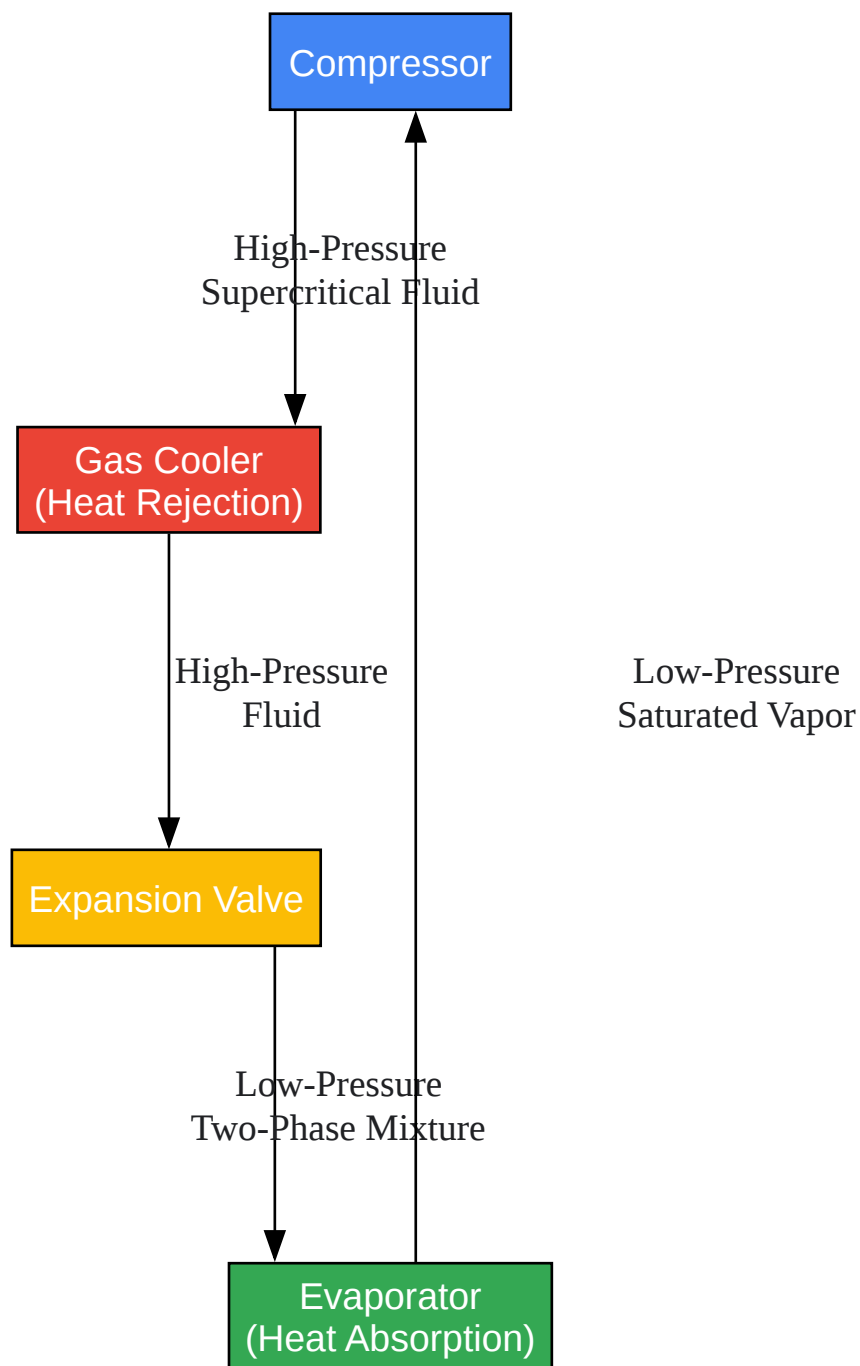 Compressor
High-Pressure
Supercritical Fluid
Gas Cooler
(Heat Rejection)
High-Pressure
Fluid
Low-Pressure
Saturated Vapor
Expansion Valve
Low-Pressure
Two-Phase Mixture
Evaporator
(Heat Absorption)